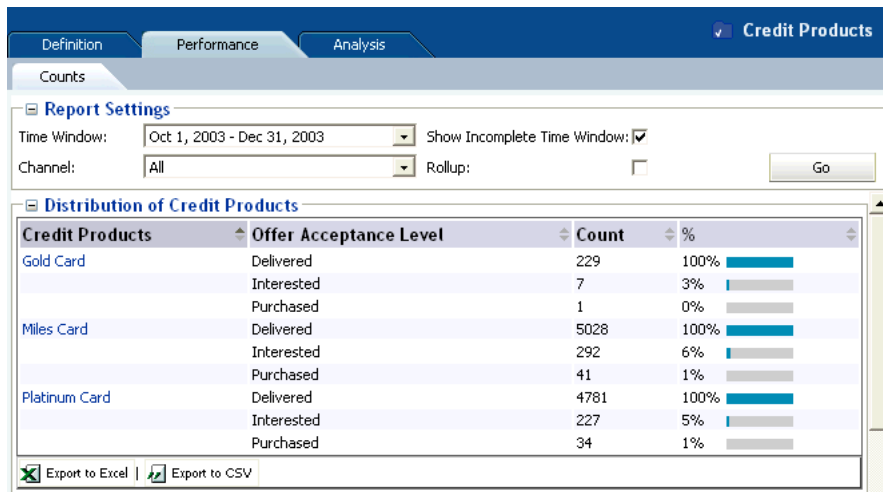 Credit Products
Definition Performance Analysis
Counts
Report Settings
Time Window: Oct 1, 2003 - Dec 31, 2003 Show Incomplete Time Window:
Channel: All Rollup: Go
Distribution of Credit Products
Credit Products Offer Acceptance Level Count %
Gold Card Delivered 229 100%
Interested 7 3%
Purchased 1 0%
Miles Card Delivered 5028 100%
Interested 292 6%
Purchased 41 1%
Platinum Card Delivered 4781 100%
Interested 227 5%
Purchased 34 1%
Export to Excel | Export to CSV